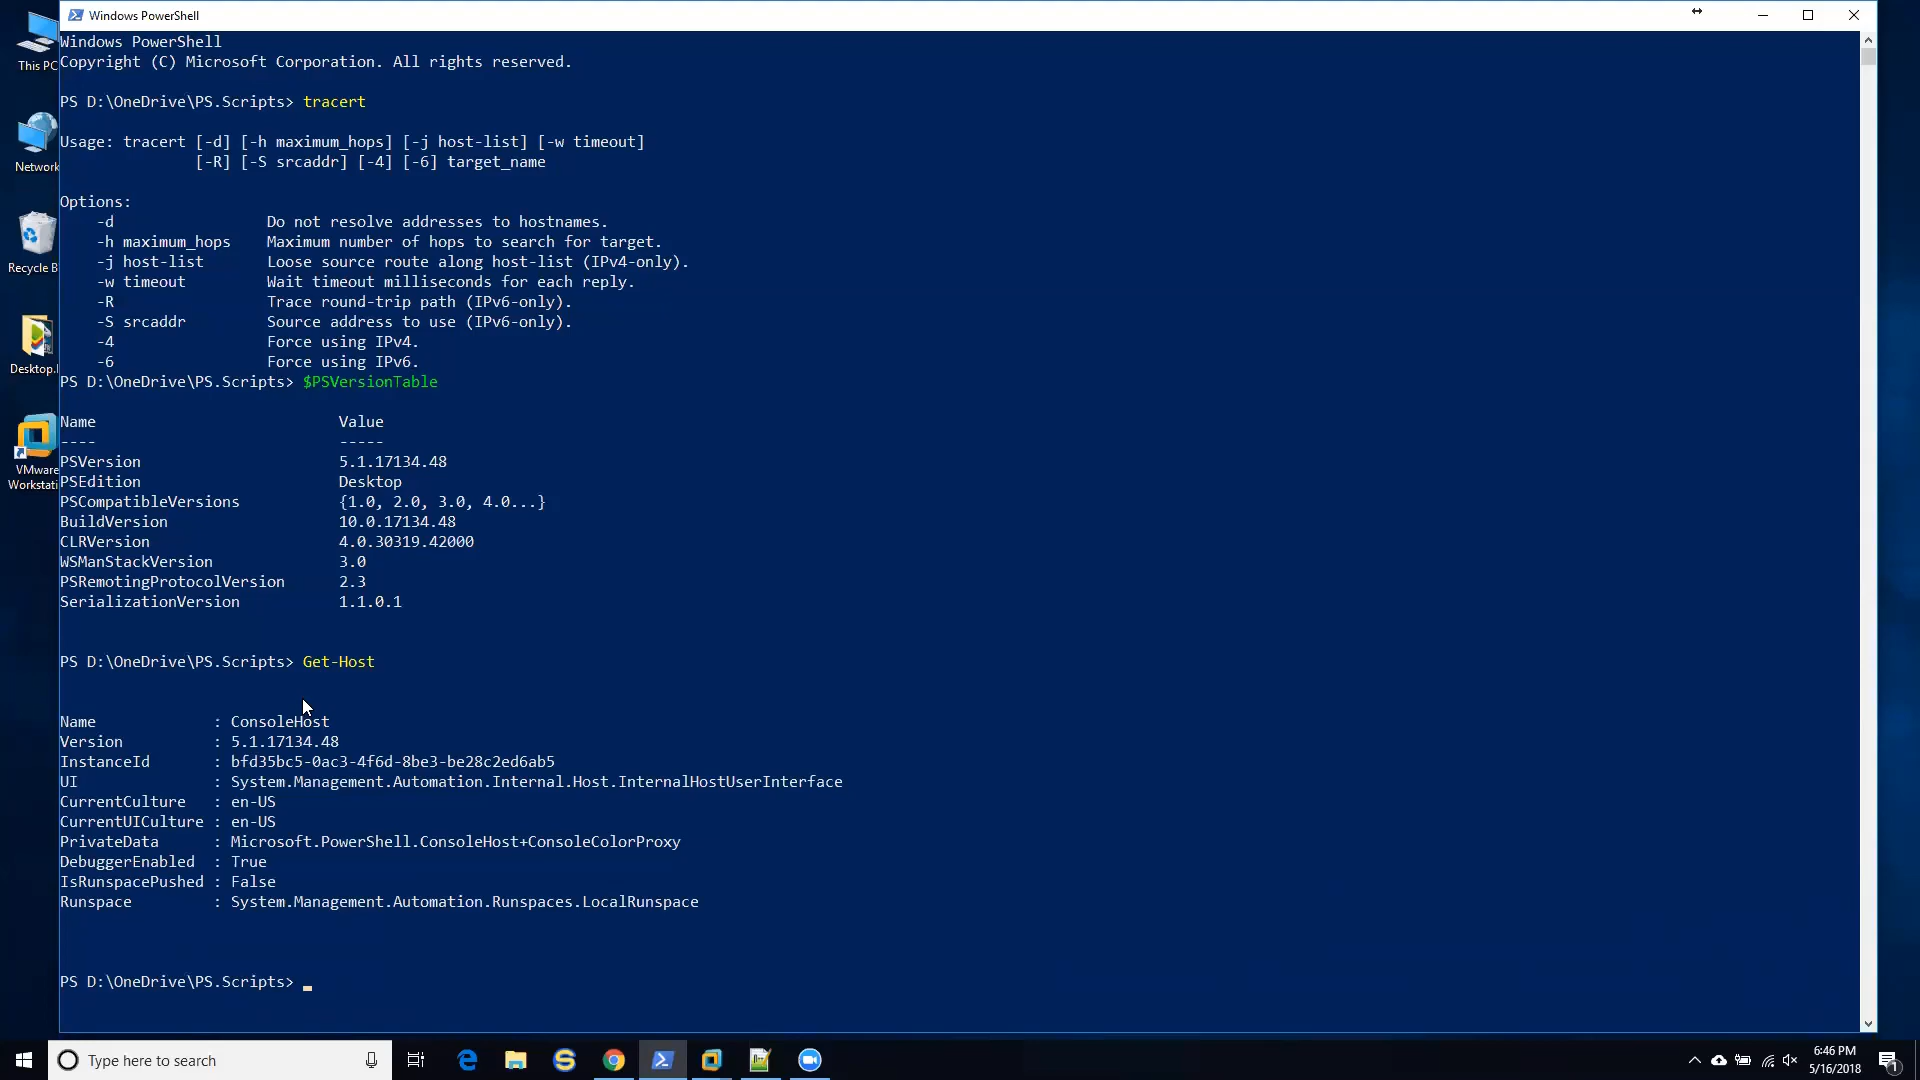 Windows PowerShell
Windows PowerShell
Copyright (C) Microsoft Corporation. All rights reserved.
PS D:\OneDrive\PS.Scripts> tracert
Usage: tracert [-d] [-h maximum_hops] [-j host-list] [-w timeout]
[-R] [-S srcaddr] [-4] [-6] target_name
Options:
-d Do not resolve addresses to hostnames.
-h maximum_hops Maximum number of hops to search for target.
-j host-list Loose source route along host-list (IPv4-only).
-w timeout Wait timeout milliseconds for each reply.
-R Trace round-trip path (IPv6-only).
-S srcaddr Source address to use (IPv6-only).
-4 Force using IPv4.
-6 Force using IPv6.
PS D:\OneDrive\PS.Scripts> $PSVersionTable
Name Value
---- -----
PSVersion 5.1.17134.48
PSEdition Desktop
PSCompatibleVersions {1.0, 2.0, 3.0, 4.0...}
BuildVersion 10.0.17134.48
CLRVersion 4.0.30319.42000
WSManStackVersion 3.0
PSRemotingProtocolVersion 2.3
SerializationVersion 1.1.0.1
PS D:\OneDrive\PS.Scripts> Get-Host
Name : ConsoleHost
Version : 5.1.17134.48
InstanceId : bfd35bc5-0ac3-4f6d-8be3-be28c2ed6ab5
UI : System.Management.Automation.Internal.Host.InternalHostUserInterface
CurrentCulture : en-US
CurrentUICulture : en-US
PrivateData : Microsoft.PowerShell.ConsoleHost+ConsoleColorProxy
DebuggerEnabled : True
IsRunspacePushed : False
Runspace : System.Management.Automation.Runspaces.LocalRunspace
PS D:\OneDrive\PS.Scripts>
This PC
Network
Recycle B
Desktop.
VMware
Workstati
Type here to search
6:46 PM
5/16/2018
1